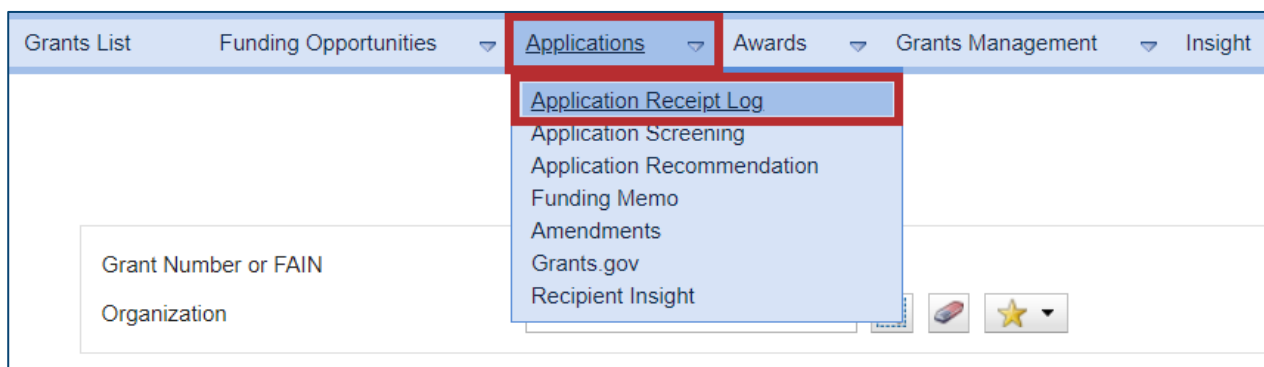 Grants List Funding Opportunities Applications Awards Grants Management Insight
Application Receipt Log
Application Screening
Application Recommendation
Funding Memo
Amendments
Grant Number or FAIN
Grants.gov
Recipient Insight
Organization